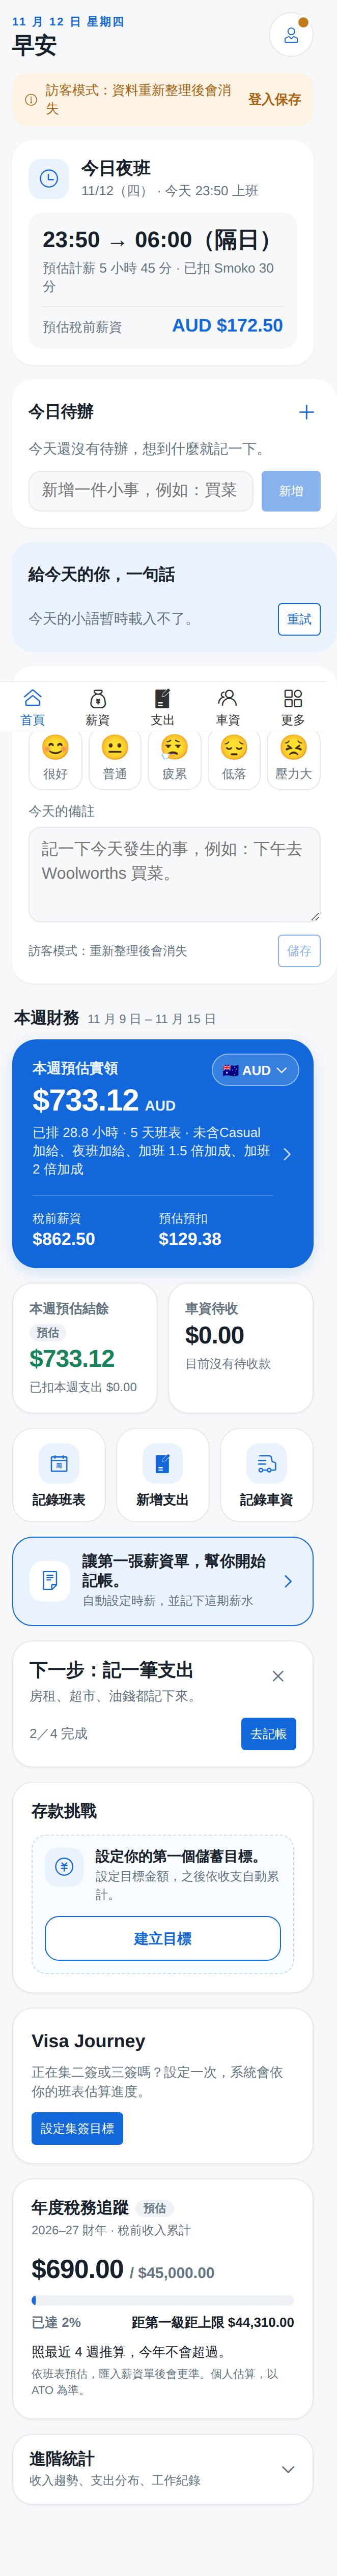 11 月 12 日 星期四
早安
訪客模式：資料重新整理後會消
失
登入保存
今日夜班
11/12（四） · 今天 23:50 上班
23:50 → 06:00（隔日）
預估計薪 5 小時 45 分 · 已扣 Smoko 30
分
預估稅前薪資
AUD $172.50
今日待辦
今天還沒有待辦，想到什麼就記一下。
新增一件小事，例如：買菜
新增
給今天的你，一句話
今天的小語暫時載入不了。
重試
首頁
薪資
支出
車資
更多
很好
普通
疲累
低落
壓力大
今天的備註
記一下今天發生的事，例如：下午去
Woolworths 買菜。
訪客模式：重新整理後會消失
儲存
本週財務 11 月 9 日 – 11 月 15 日
本週預估實領
AUD
$733.12 AUD
已排 28.8 小時 · 5 天班表 · 未含Casual
加給、夜班加給、加班 1.5 倍加成、加班
2 倍加成
稅前薪資
預估預扣
$862.50
$129.38
本週預估結餘
預估
$733.12
已扣本週支出 $0.00
車資待收
$0.00
目前沒有待收款
記錄班表
新增支出
記錄車資
讓第一張薪資單，幫你開始
記帳。
自動設定時薪，並記下這期薪水
下一步：記一筆支出
房租、超市、油錢都記下來。
2／4 完成
去記帳
存款挑戰
設定你的第一個儲蓄目標。
設定目標金額，之後依收支自動累
計。
建立目標
Visa Journey
正在集二簽或三簽嗎？設定一次，系統會依
你的班表估算進度。
設定集簽目標
年度稅務追蹤 預估
2026–27 財年 · 稅前收入累計
$690.00 / $45,000.00
已達 2%
距第一級距上限 $44,310.00
照最近 4 週推算，今年不會超過。
依班表預估，匯入薪資單後會更準。個人估算，以
ATO 為準。
進階統計
收入趨勢、支出分布、工作紀錄